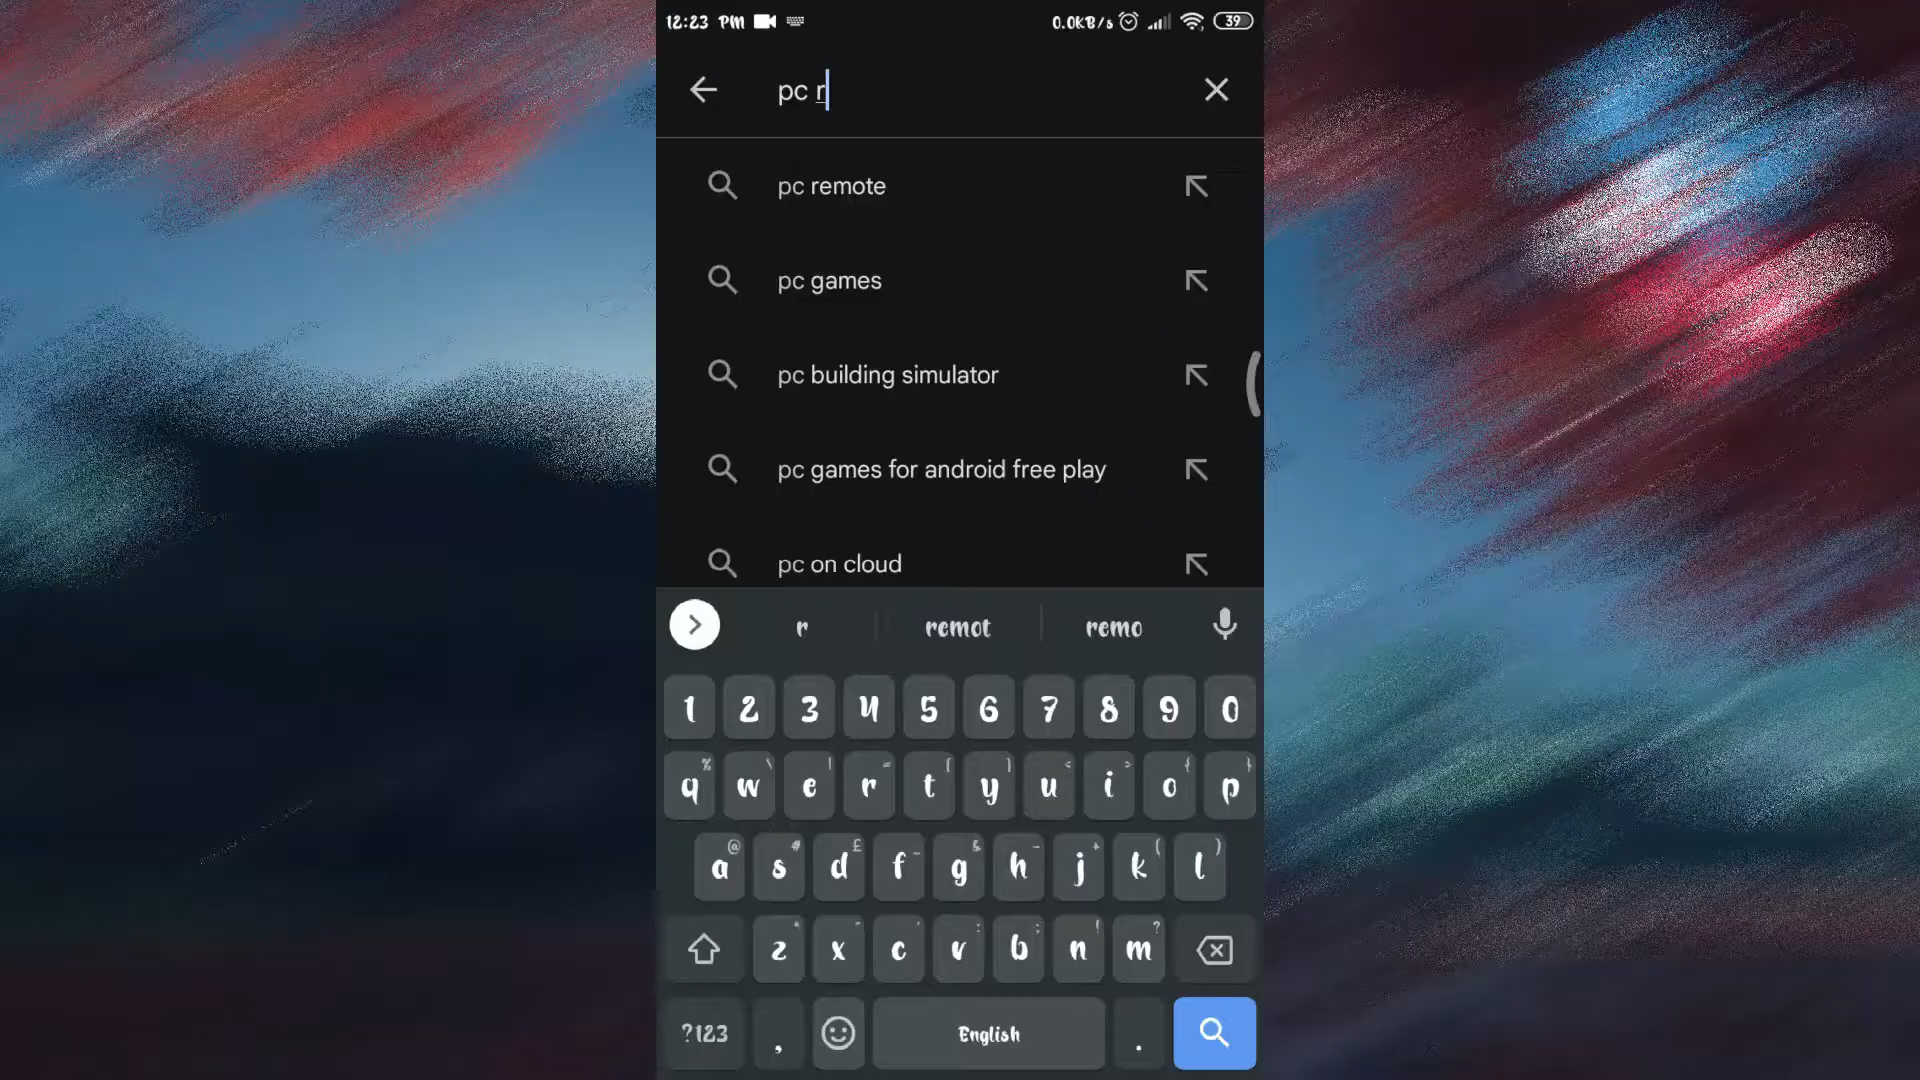 12:23 PM 0.0KB/s 39
pc r
pc remote
pc games
pc building simulator
pc games for android free play
pc on cloud
r remot remo
1 2 3 4 5 6 7 8 9 0
q w e r t y u i o p
a s d f g h j k l
z x c v b n m
?123 , English .